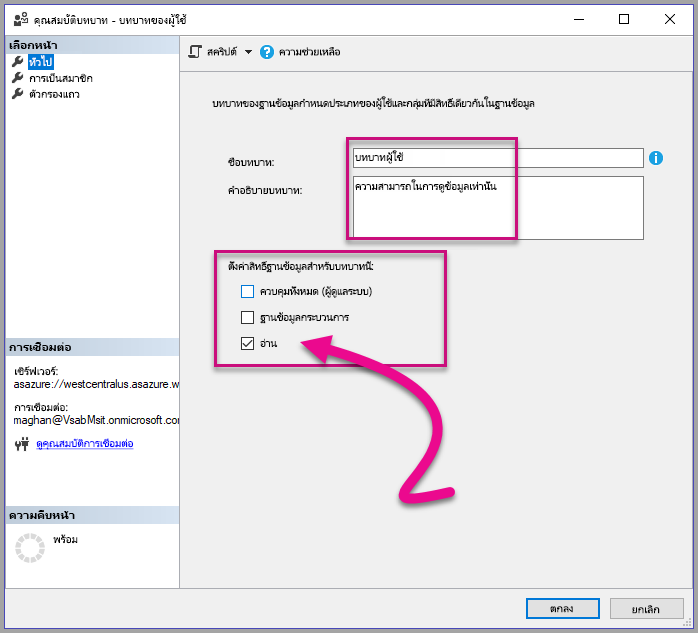 คุณสมบัติบทบาท - บทบาทของผู้ใช้
เลือกหน้า
ทั่วไป
การเป็นสมาชิก
ตัวกรองแถว
สคริปต์
ความช่วยเหลือ
บทบาทของฐานข้อมูลกำหนดประเภทของผู้ใช้และกลุ่มที่มีสิทธิ์เดียวกันในฐานข้อมูล
ชื่อบทบาท:
บทบาทผู้ใช้
คำอธิบายบทบาท:
ความสามารถในการดูข้อมูลเท่านั้น
ตั้งค่าสิทธิ์ฐานข้อมูลสำหรับบทบาทนี้:
ควบคุมทั้งหมด (ผู้ดูแลระบบ)
ฐานข้อมูลกระบวนการ
อ่าน
การเชื่อมต่อ
เซิร์ฟเวอร์:
asazure://westcentralus.asazure.w
การเชื่อมต่อ:
maghan@VsabMsit.onmicrosoft.com
ดูคุณสมบัติการเชื่อมต่อ
ความคืบหน้า
พร้อม
ตกลง
ยกเลิก